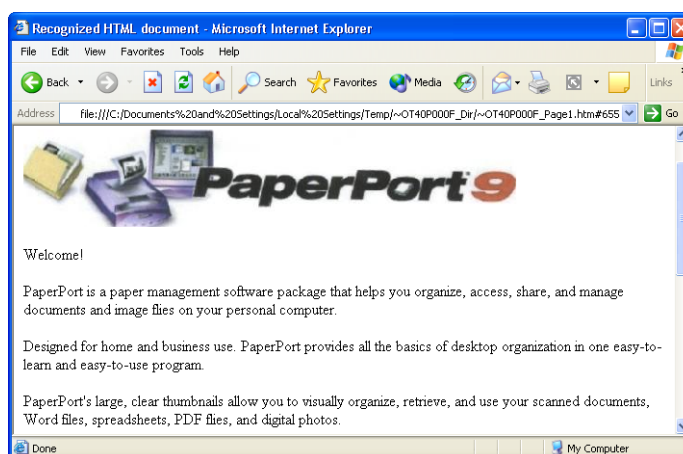 Recognized HTML document - Microsoft Internet Explorer
File Edit View Favorites Tools Help
Back Search Favorites Media Links
Address file:///C:/Documents%20and%20Settings/Local%20Settings/Temp/~OT40P000F_Dir/~OT40P000F_Page1.htm#655 Go
PaperPort 9
Welcome!
PaperPort is a paper management software package that helps you organize, access, share, and manage
documents and image flies on your personal computer.
Designed for home and business use. PaperPort provides all the basics of desktop organization in one easy-to-
learn and easy-to-use program.
PaperPort's large, clear thumbnails allow you to visually organize, retrieve, and use your scanned documents,
Word files, spreadsheets, PDF flies, and digital photos.
Done My Computer